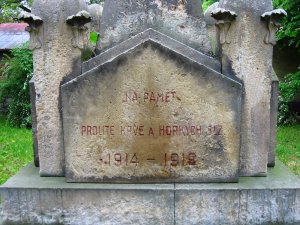 NA PAMĚŤ
PROLITÉ KRVE A HORKÝCH SLZ
1914 - 1918